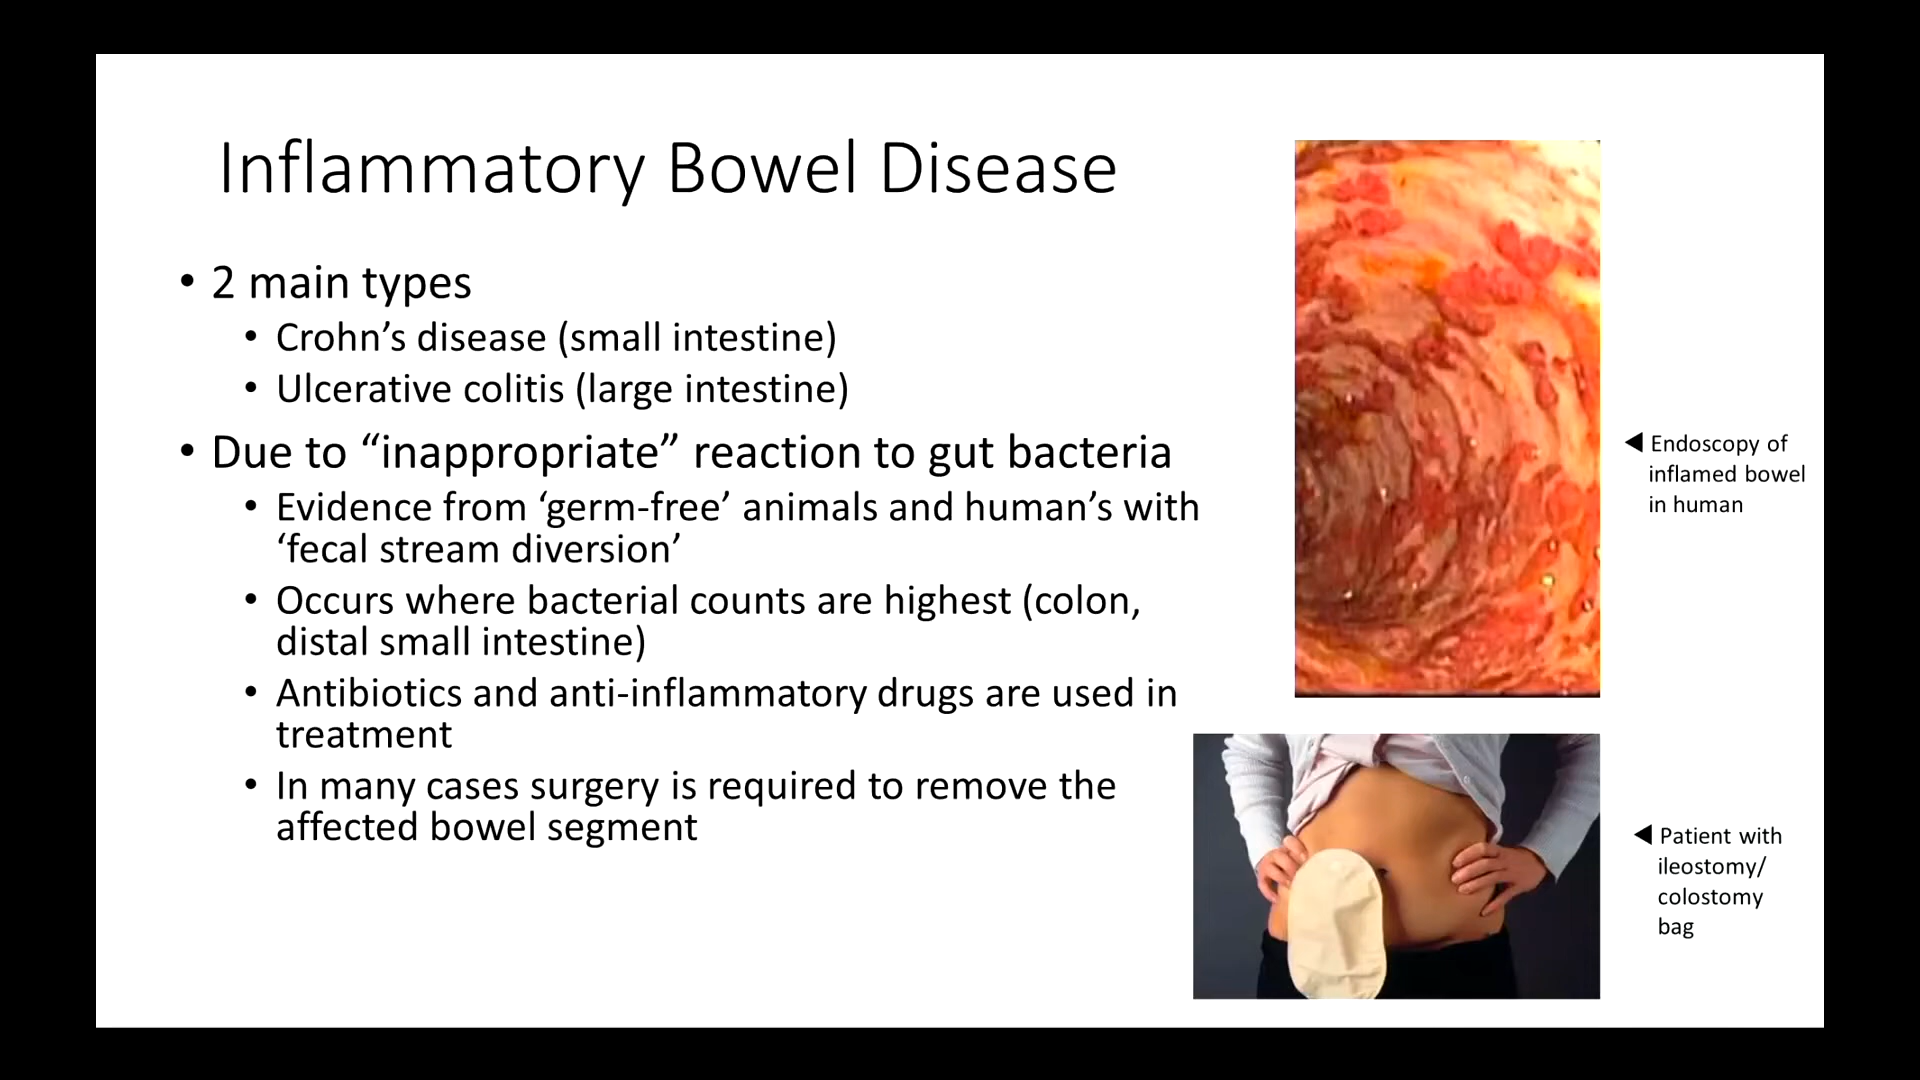 Inflammatory Bowel Disease
• 2 main types
• Crohn’s disease (small intestine)
• Ulcerative colitis (large intestine)
• Due to “inappropriate” reaction to gut bacteria
• Evidence from ‘germ-free’ animals and human’s with
‘fecal stream diversion’
• Occurs where bacterial counts are highest (colon,
distal small intestine)
• Antibiotics and anti-inflammatory drugs are used in
treatment
• In many cases surgery is required to remove the
affected bowel segment
◀ Endoscopy of
inflamed bowel
in human
◀ Patient with
ileostomy/
colostomy
bag